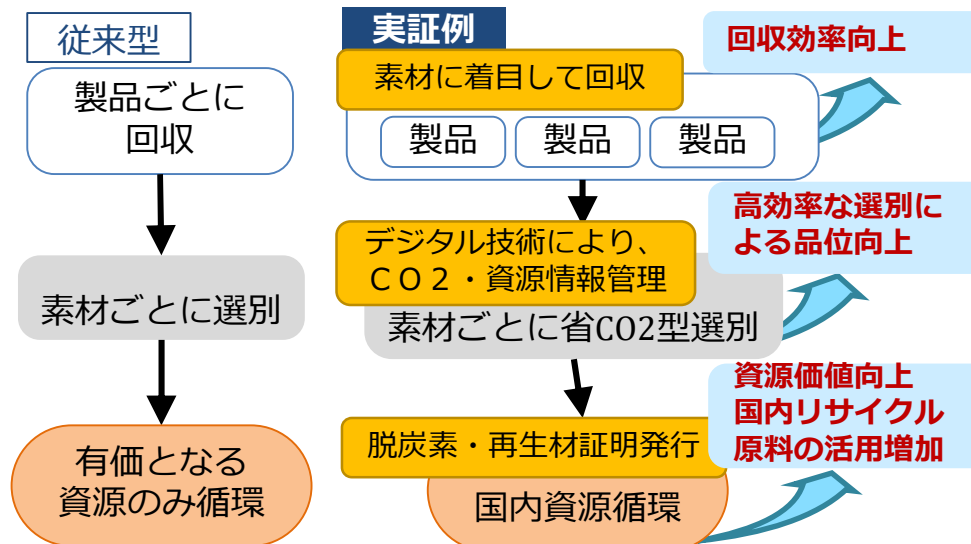 従来型
製品ごとに
回収
素材ごとに選別
有価となる
資源のみ循環
実証例
素材に着目して回収
製品 製品 製品
回収効率向上
デジタル技術により、
ＣＯ２・資源情報管理
素材ごとに省CO2型選別
高効率な選別に
よる品位向上
脱炭素・再生材証明発行
国内資源循環
資源価値向上
国内リサイクル
原料の活用増加